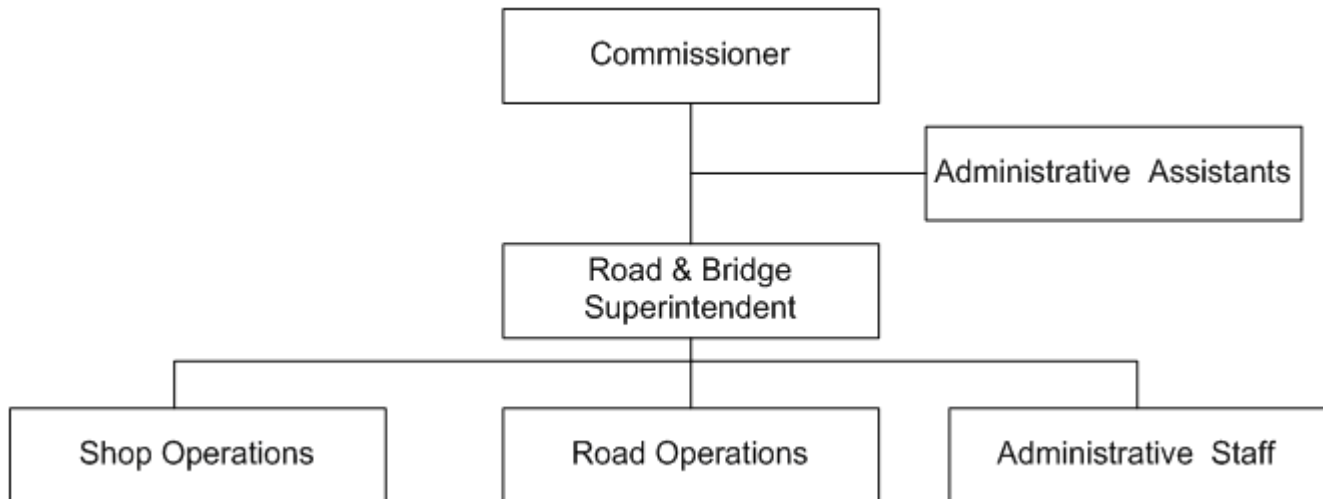 Commissioner
Administrative Assistants
Road & Bridge
Superintendent
Shop Operations
Road Operations
Administrative Staff